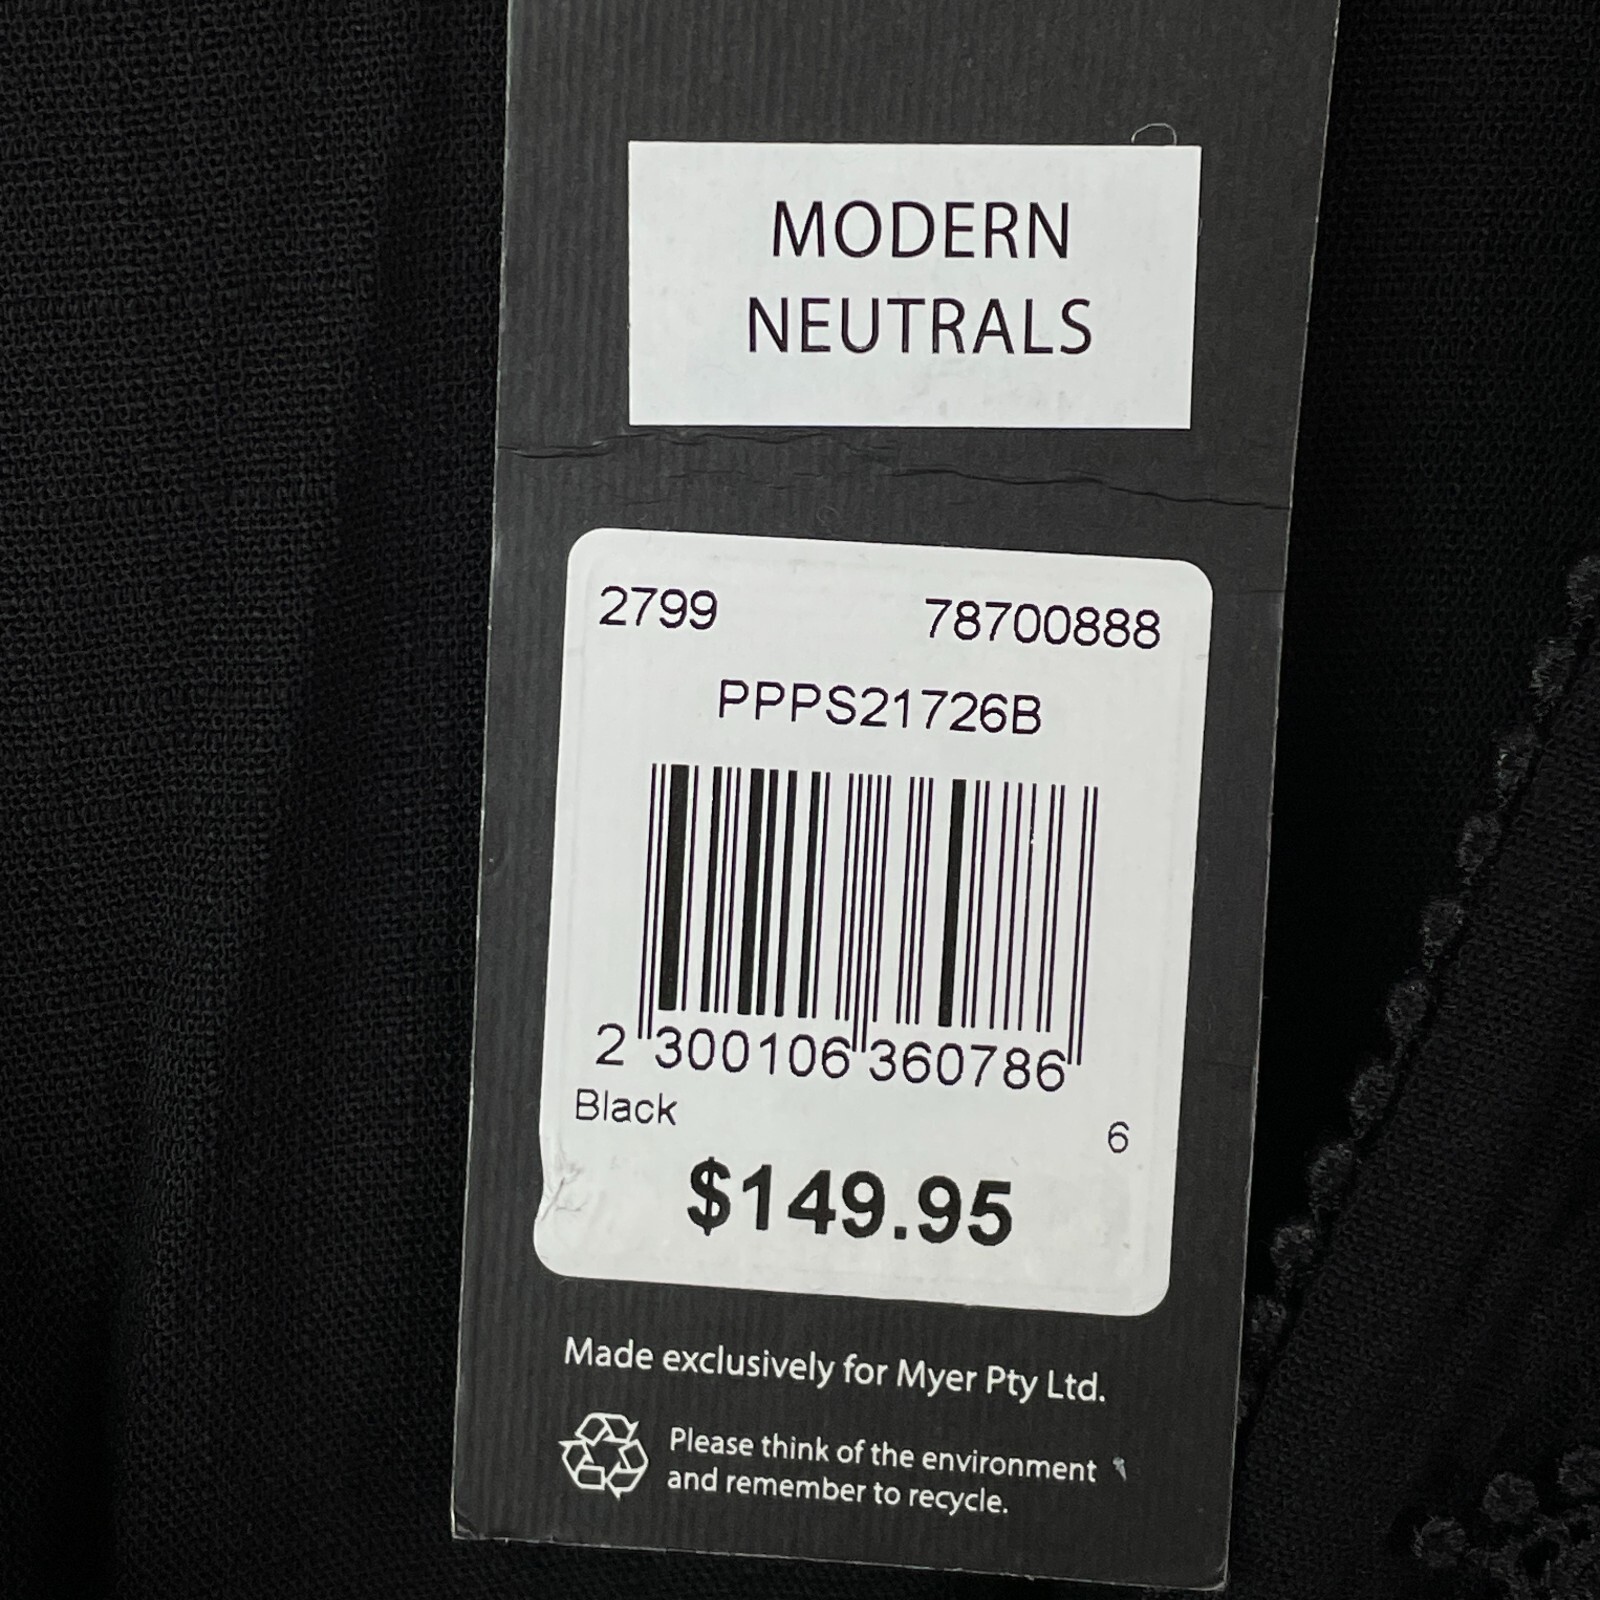 MODERN
NEUTRALS
2799 78700888
PPPS21726B
2 300106 360786
Black 6
$149.95
Made exclusively for Myer Pty Ltd.
Please think of the environment
and remember to recycle.